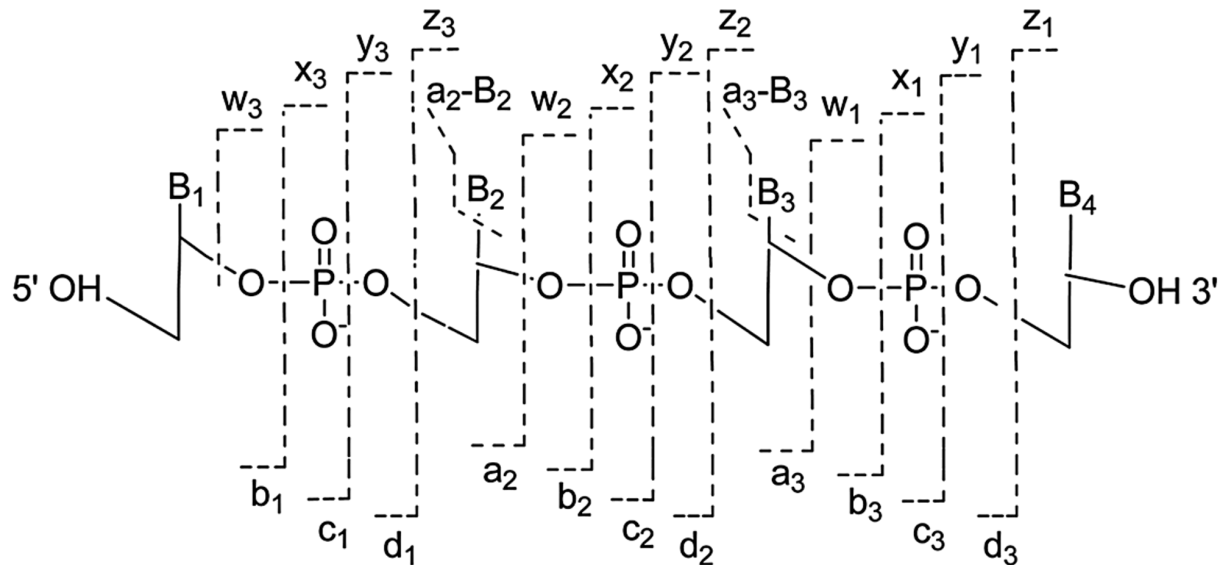 z₃ z₂ z₁
y₃ y₂ y₁
x₃ a₂-B₂ x₂ a₃-B₃ x₁
w₃ w₂ w₁
B₁ B₂ B₃ B₄
O O O
5' OH O P O O P O O P O OH 3'
O⁻ O⁻ O⁻
a₂ a₃
b₁ b₂ b₃
c₁ c₂ c₃
d₁ d₂ d₃